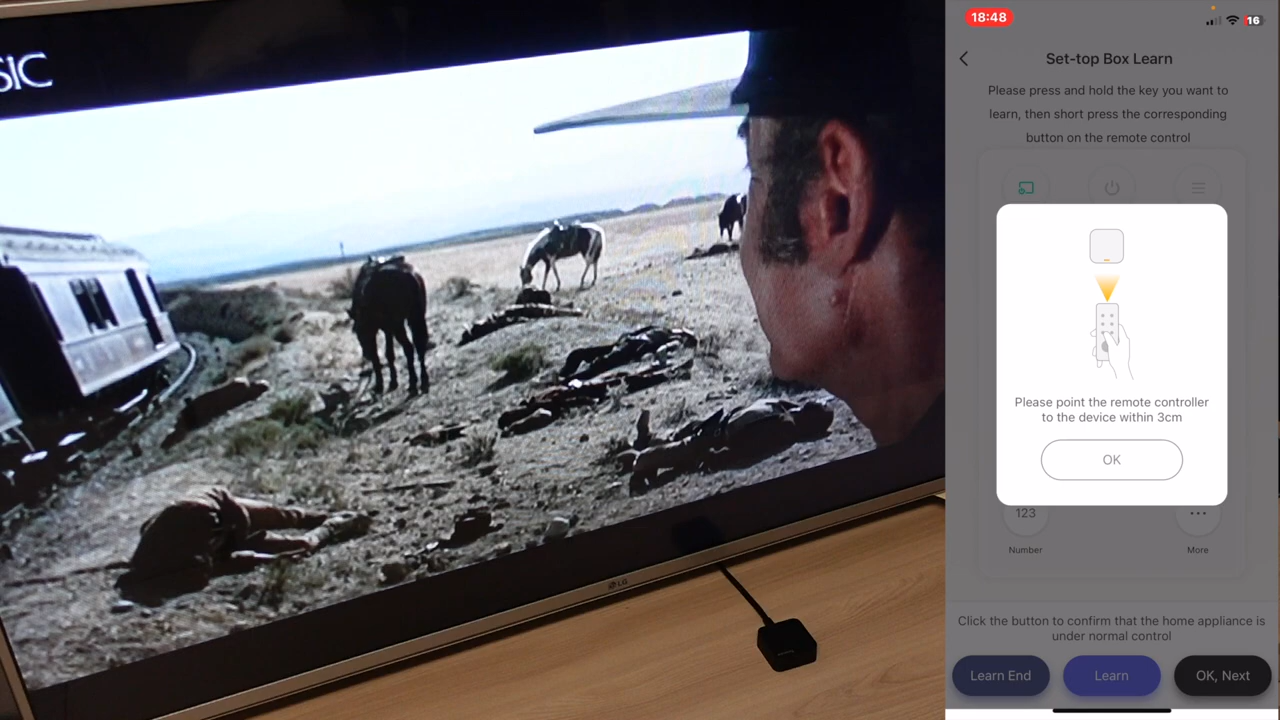 SIC
LG
18:48
16
Set-top Box Learn
Please press and hold the key you want to
learn, then short press the corresponding
button on the remote control
Please point the remote controller
to the device within 3cm
OK
123
Number
More
Click the button to confirm that the home appliance is
under normal control
Learn End
Learn
OK, Next